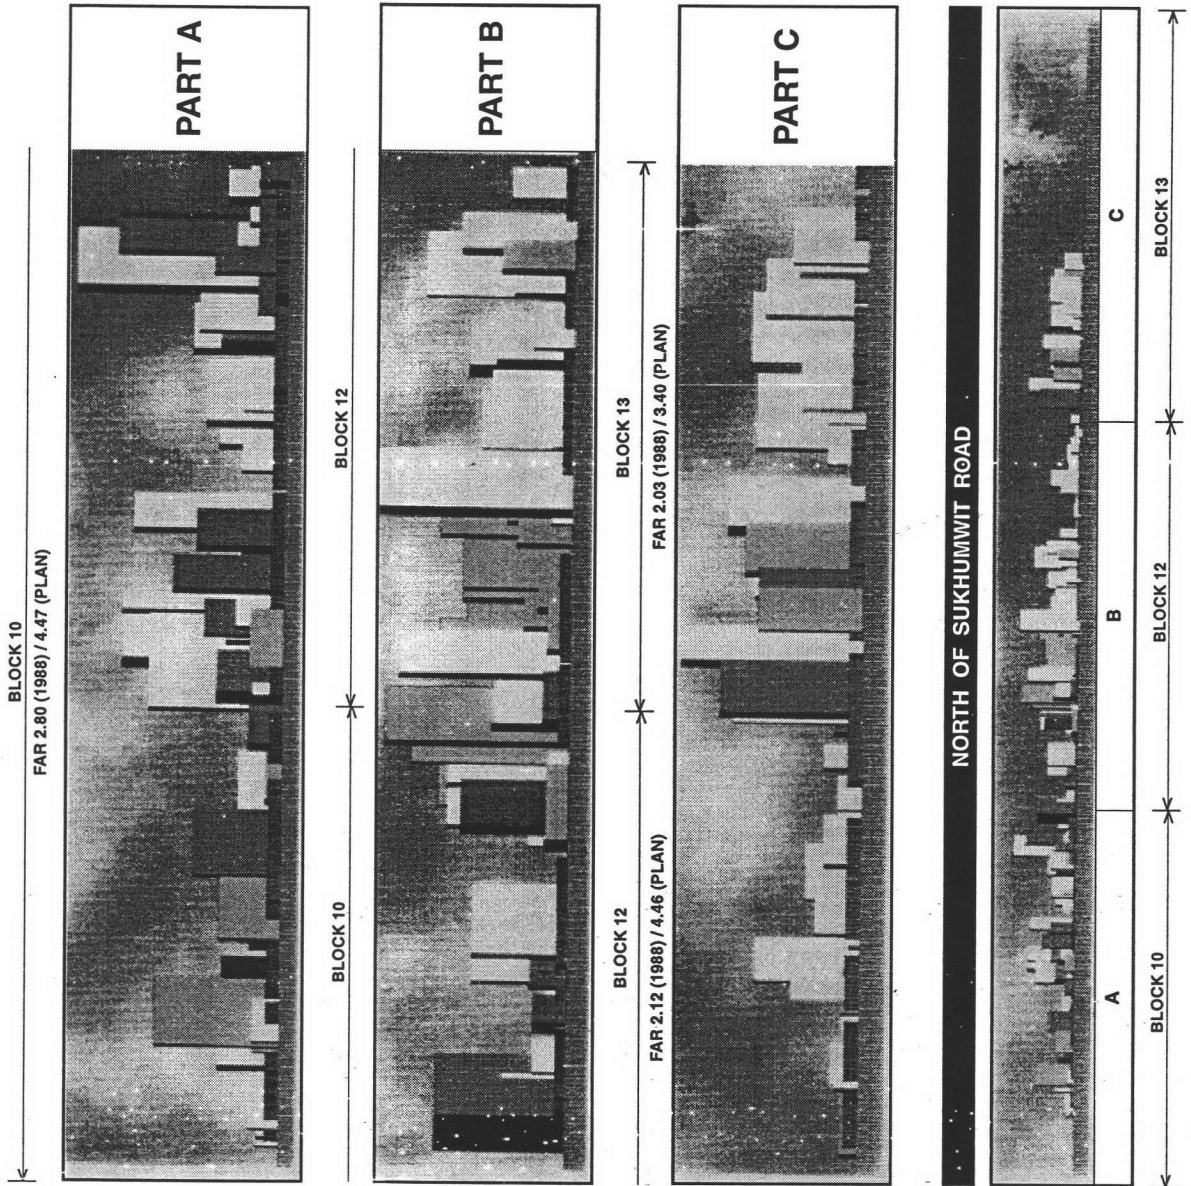 BLOCK 10
FAR 2.80 (1988) / 4.47 (PLAN)
PART A
BLOCK 10
BLOCK 12
PART B
BLOCK 12
BLOCK 13
FAR 2.12 (1988) / 4.46 (PLAN)
FAR 2.03 (1988) / 3.40 (PLAN)
PART C
NORTH OF SUKHUMWIT ROAD
A
B
C
BLOCK 10
BLOCK 12
BLOCK 13